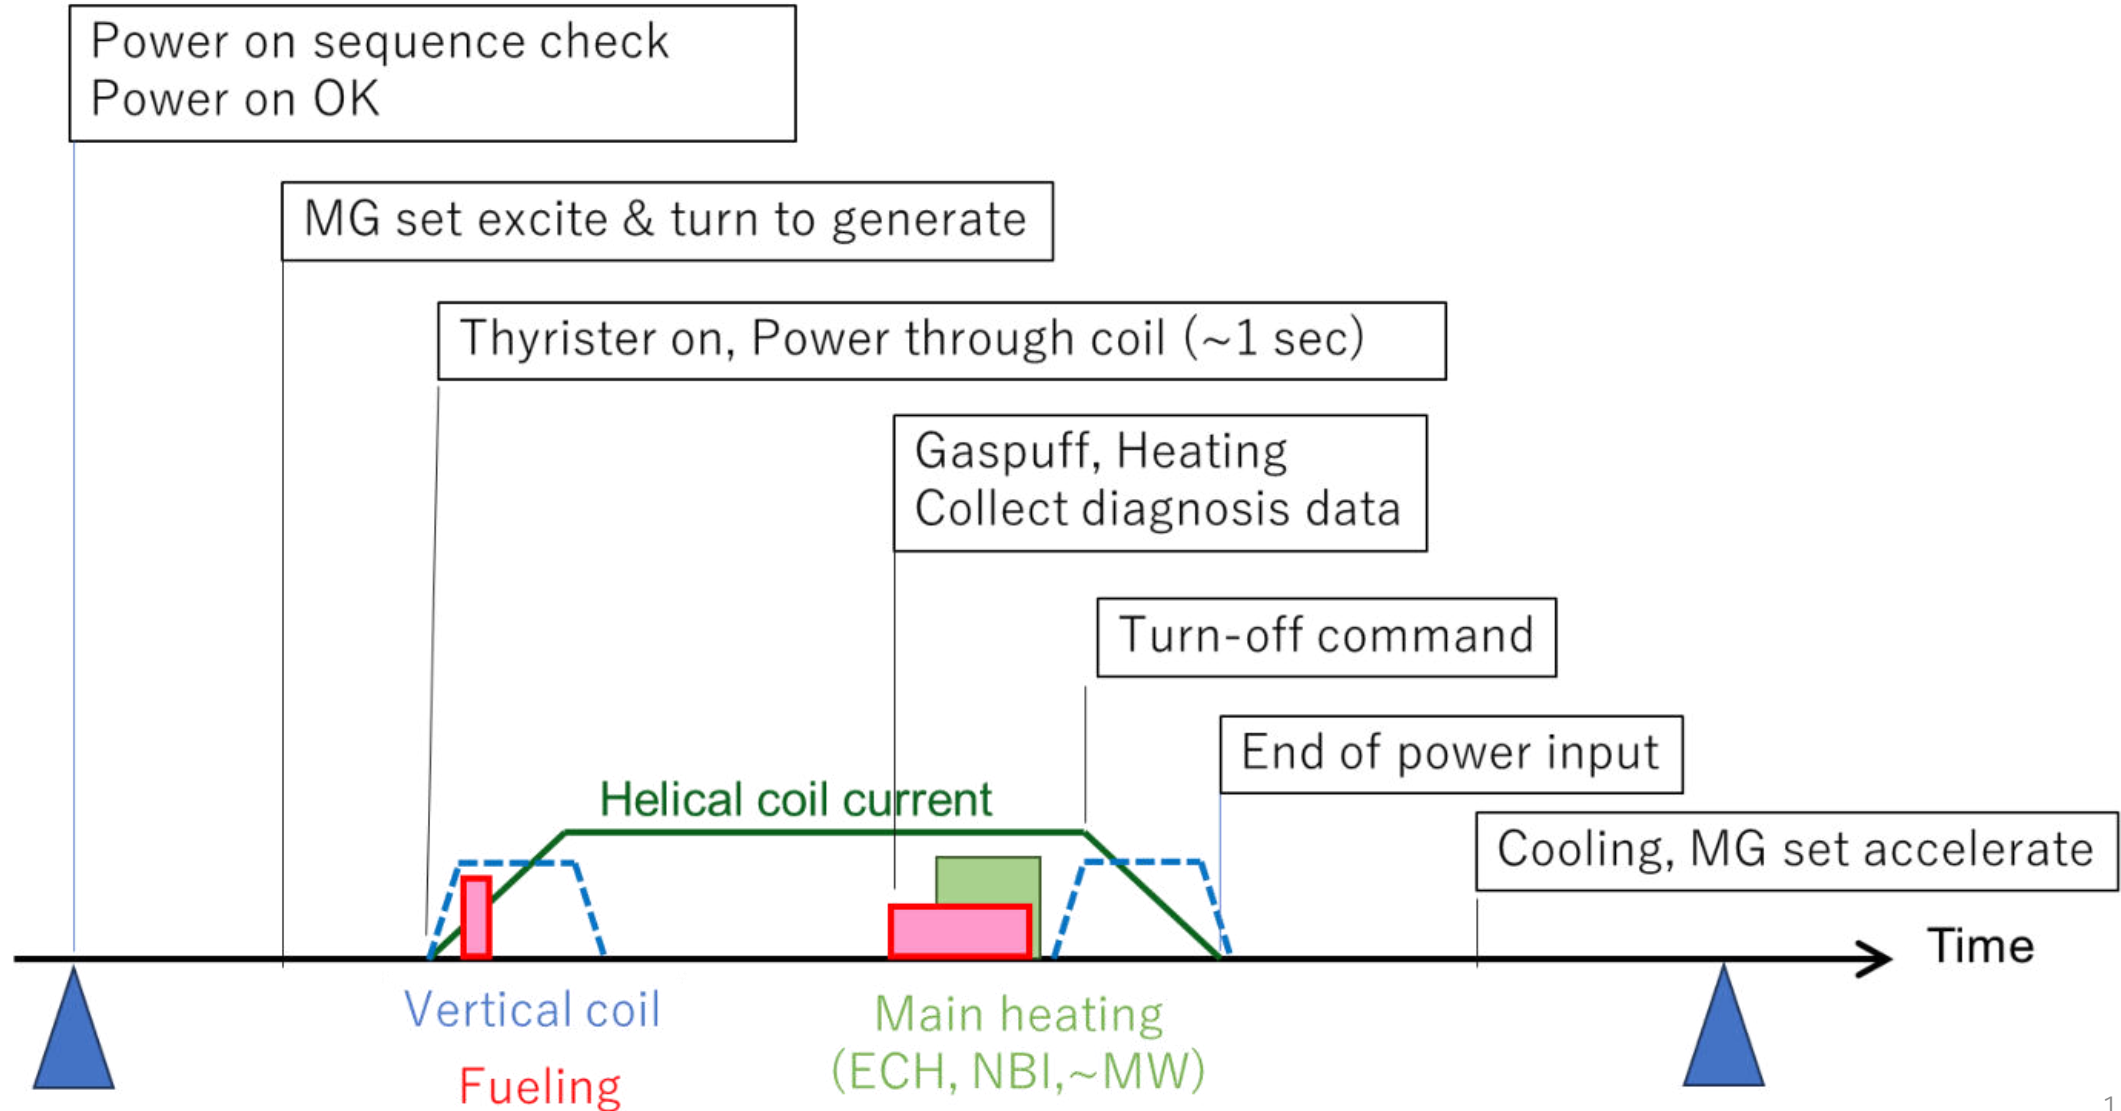 Power on sequence check
Power on OK
MG set excite & turn to generate
Thyrister on, Power through coil (~1 sec)
Gaspuff, Heating
Collect diagnosis data
Turn-off command
End of power input
Helical coil current
Cooling, MG set accelerate
Time
Vertical coil
Fueling
Main heating
(ECH, NBI,~MW)
1